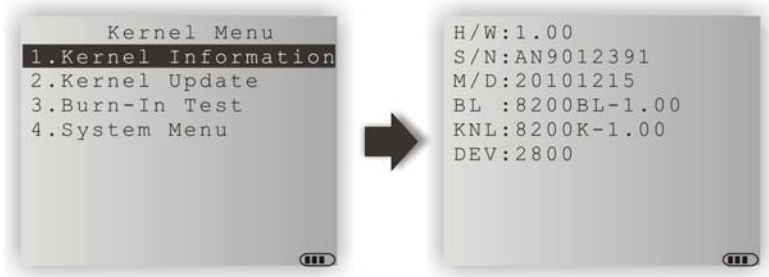 Kernel Menu
1.Kernel Information
2.Kernel Update
3.Burn-In Test
4.System Menu
H/W:1.00
S/N:AN9012391
M/D:20101215
BL :8200BL-1.00
KNL:8200K-1.00
DEV:2800